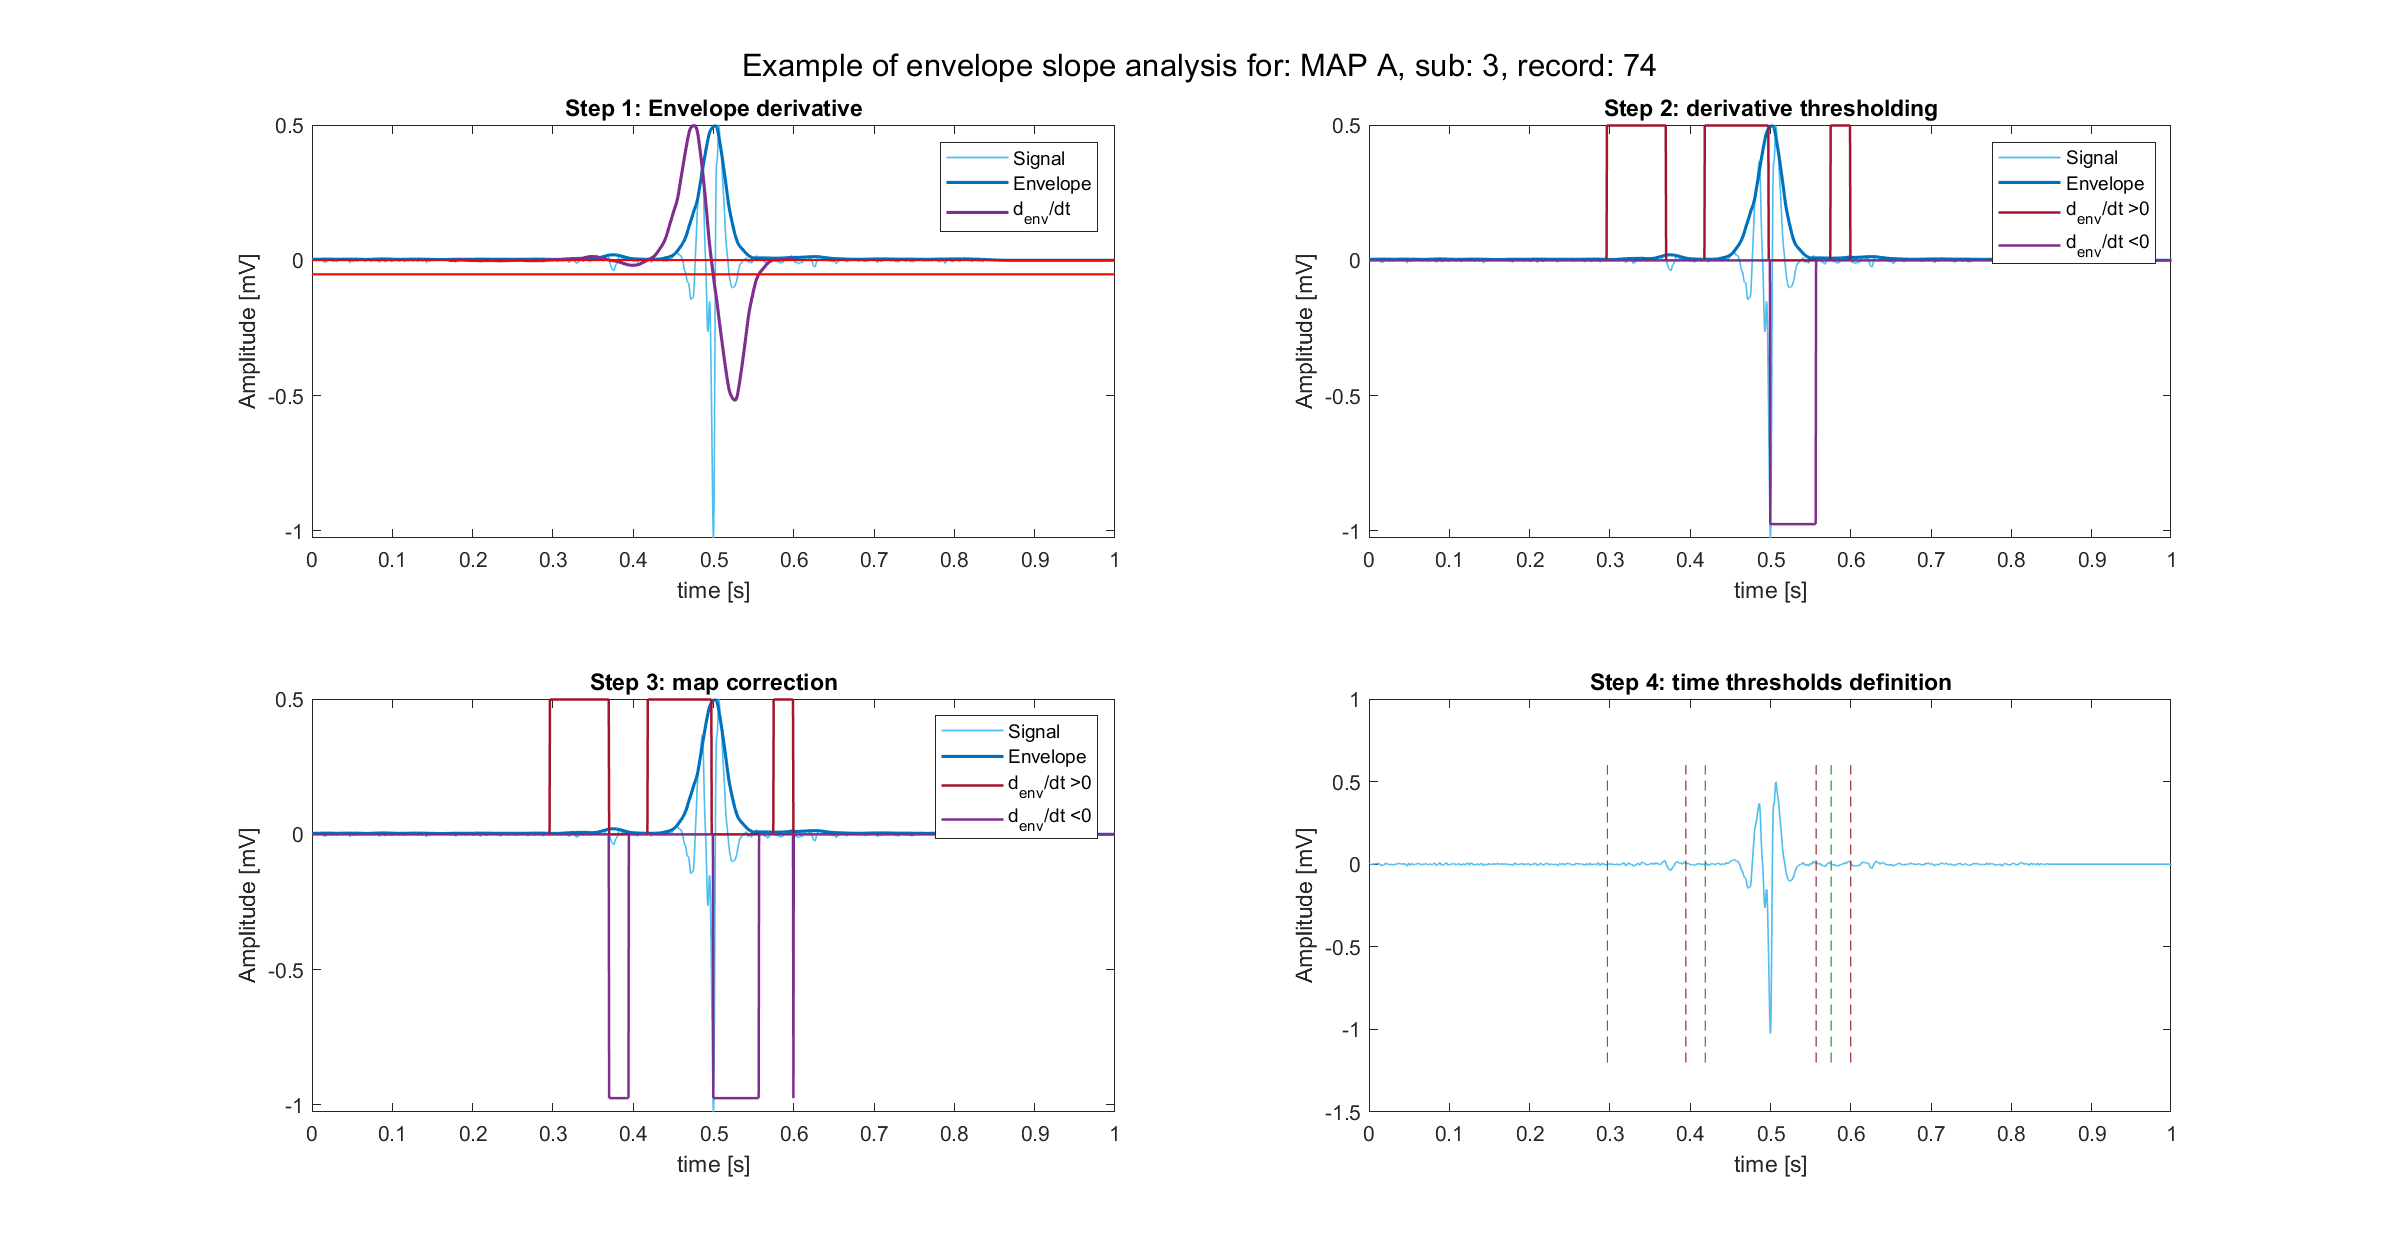 Example of envelope slope analysis for: MAP A, sub: 3, record: 74
Step 1: Envelope derivative
0.5
0
-0.5
-1
Amplitude [mV]
0 0.1 0.2 0.3 0.4 0.5 0.6 0.7 0.8 0.9 1
time [s]
Signal
Envelope
d_env/dt
Step 2: derivative thresholding
0.5
0
-0.5
-1
Amplitude [mV]
0 0.1 0.2 0.3 0.4 0.5 0.6 0.7 0.8 0.9 1
time [s]
Signal
Envelope
d_env/dt >0
d_env/dt <0
Step 3: map correction
0.5
0
-0.5
-1
Amplitude [mV]
0 0.1 0.2 0.3 0.4 0.5 0.6 0.7 0.8 0.9 1
time [s]
Signal
Envelope
d_env/dt >0
d_env/dt <0
Step 4: time thresholds definition
1
0.5
0
-0.5
-1
-1.5
Amplitude [mV]
0 0.1 0.2 0.3 0.4 0.5 0.6 0.7 0.8 0.9 1
time [s]